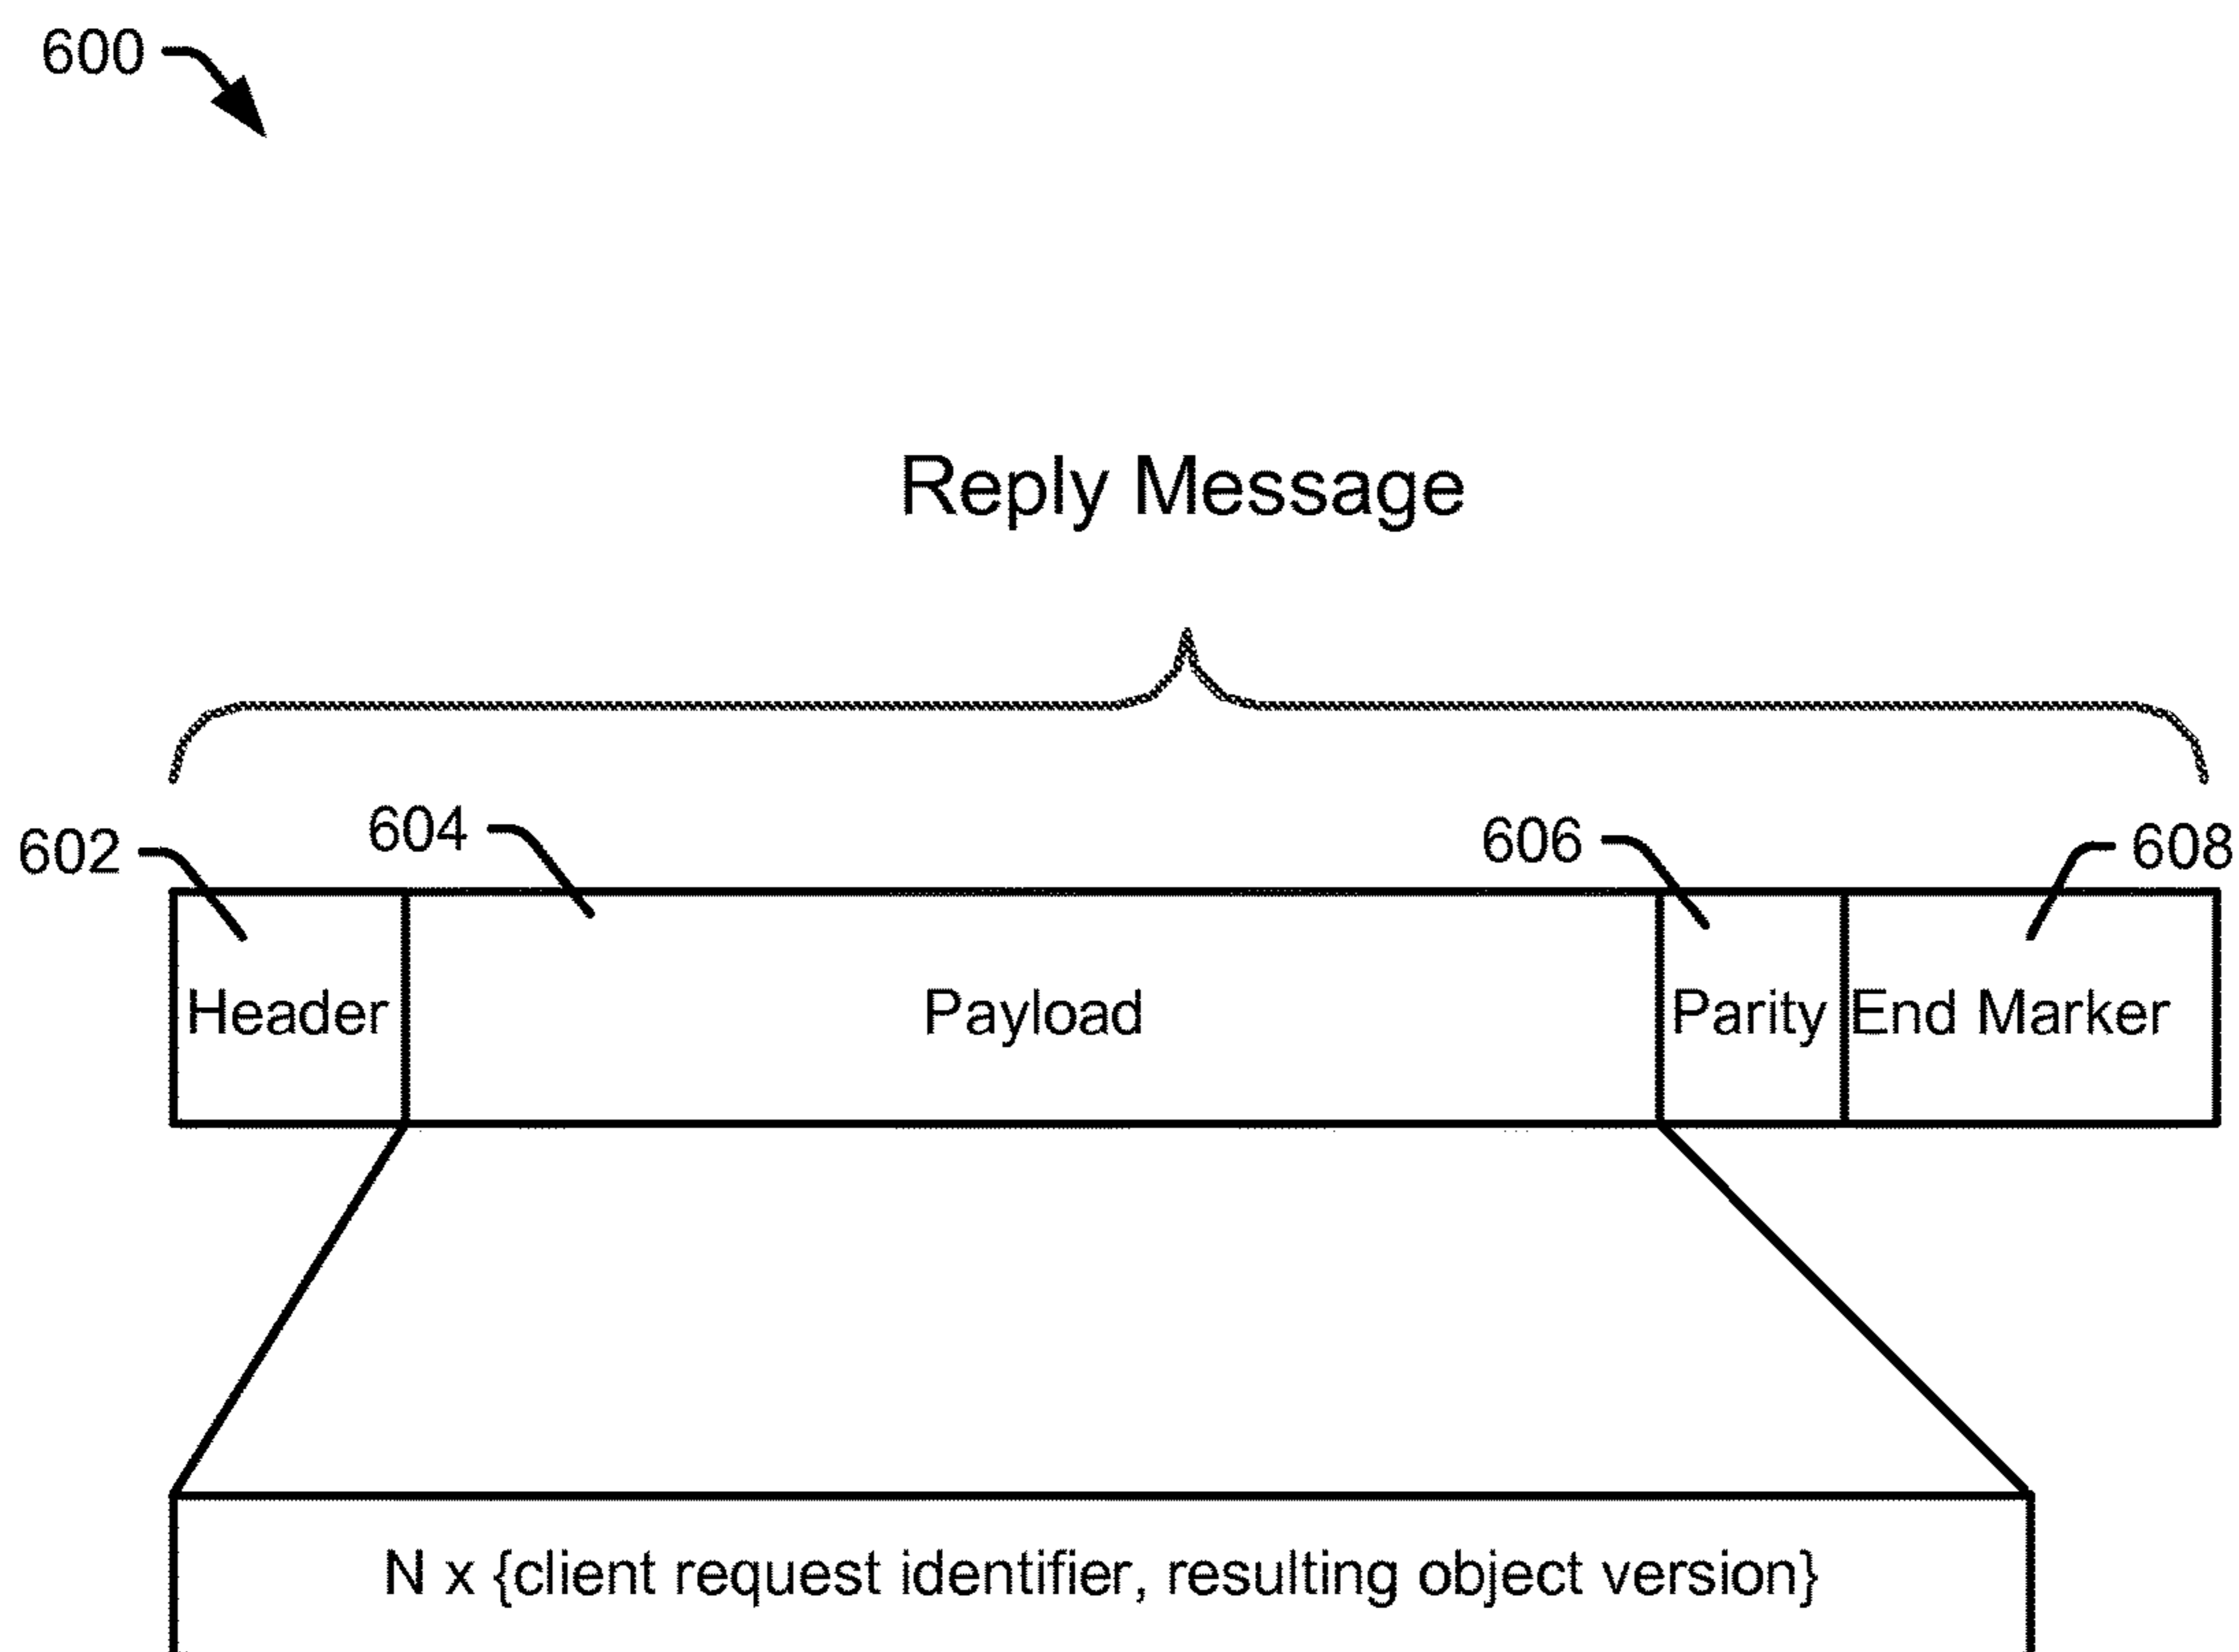 600
Reply Message
602
604
606
608
Header
Payload
Parity
End Marker
N x {client request identifier, resulting object version}